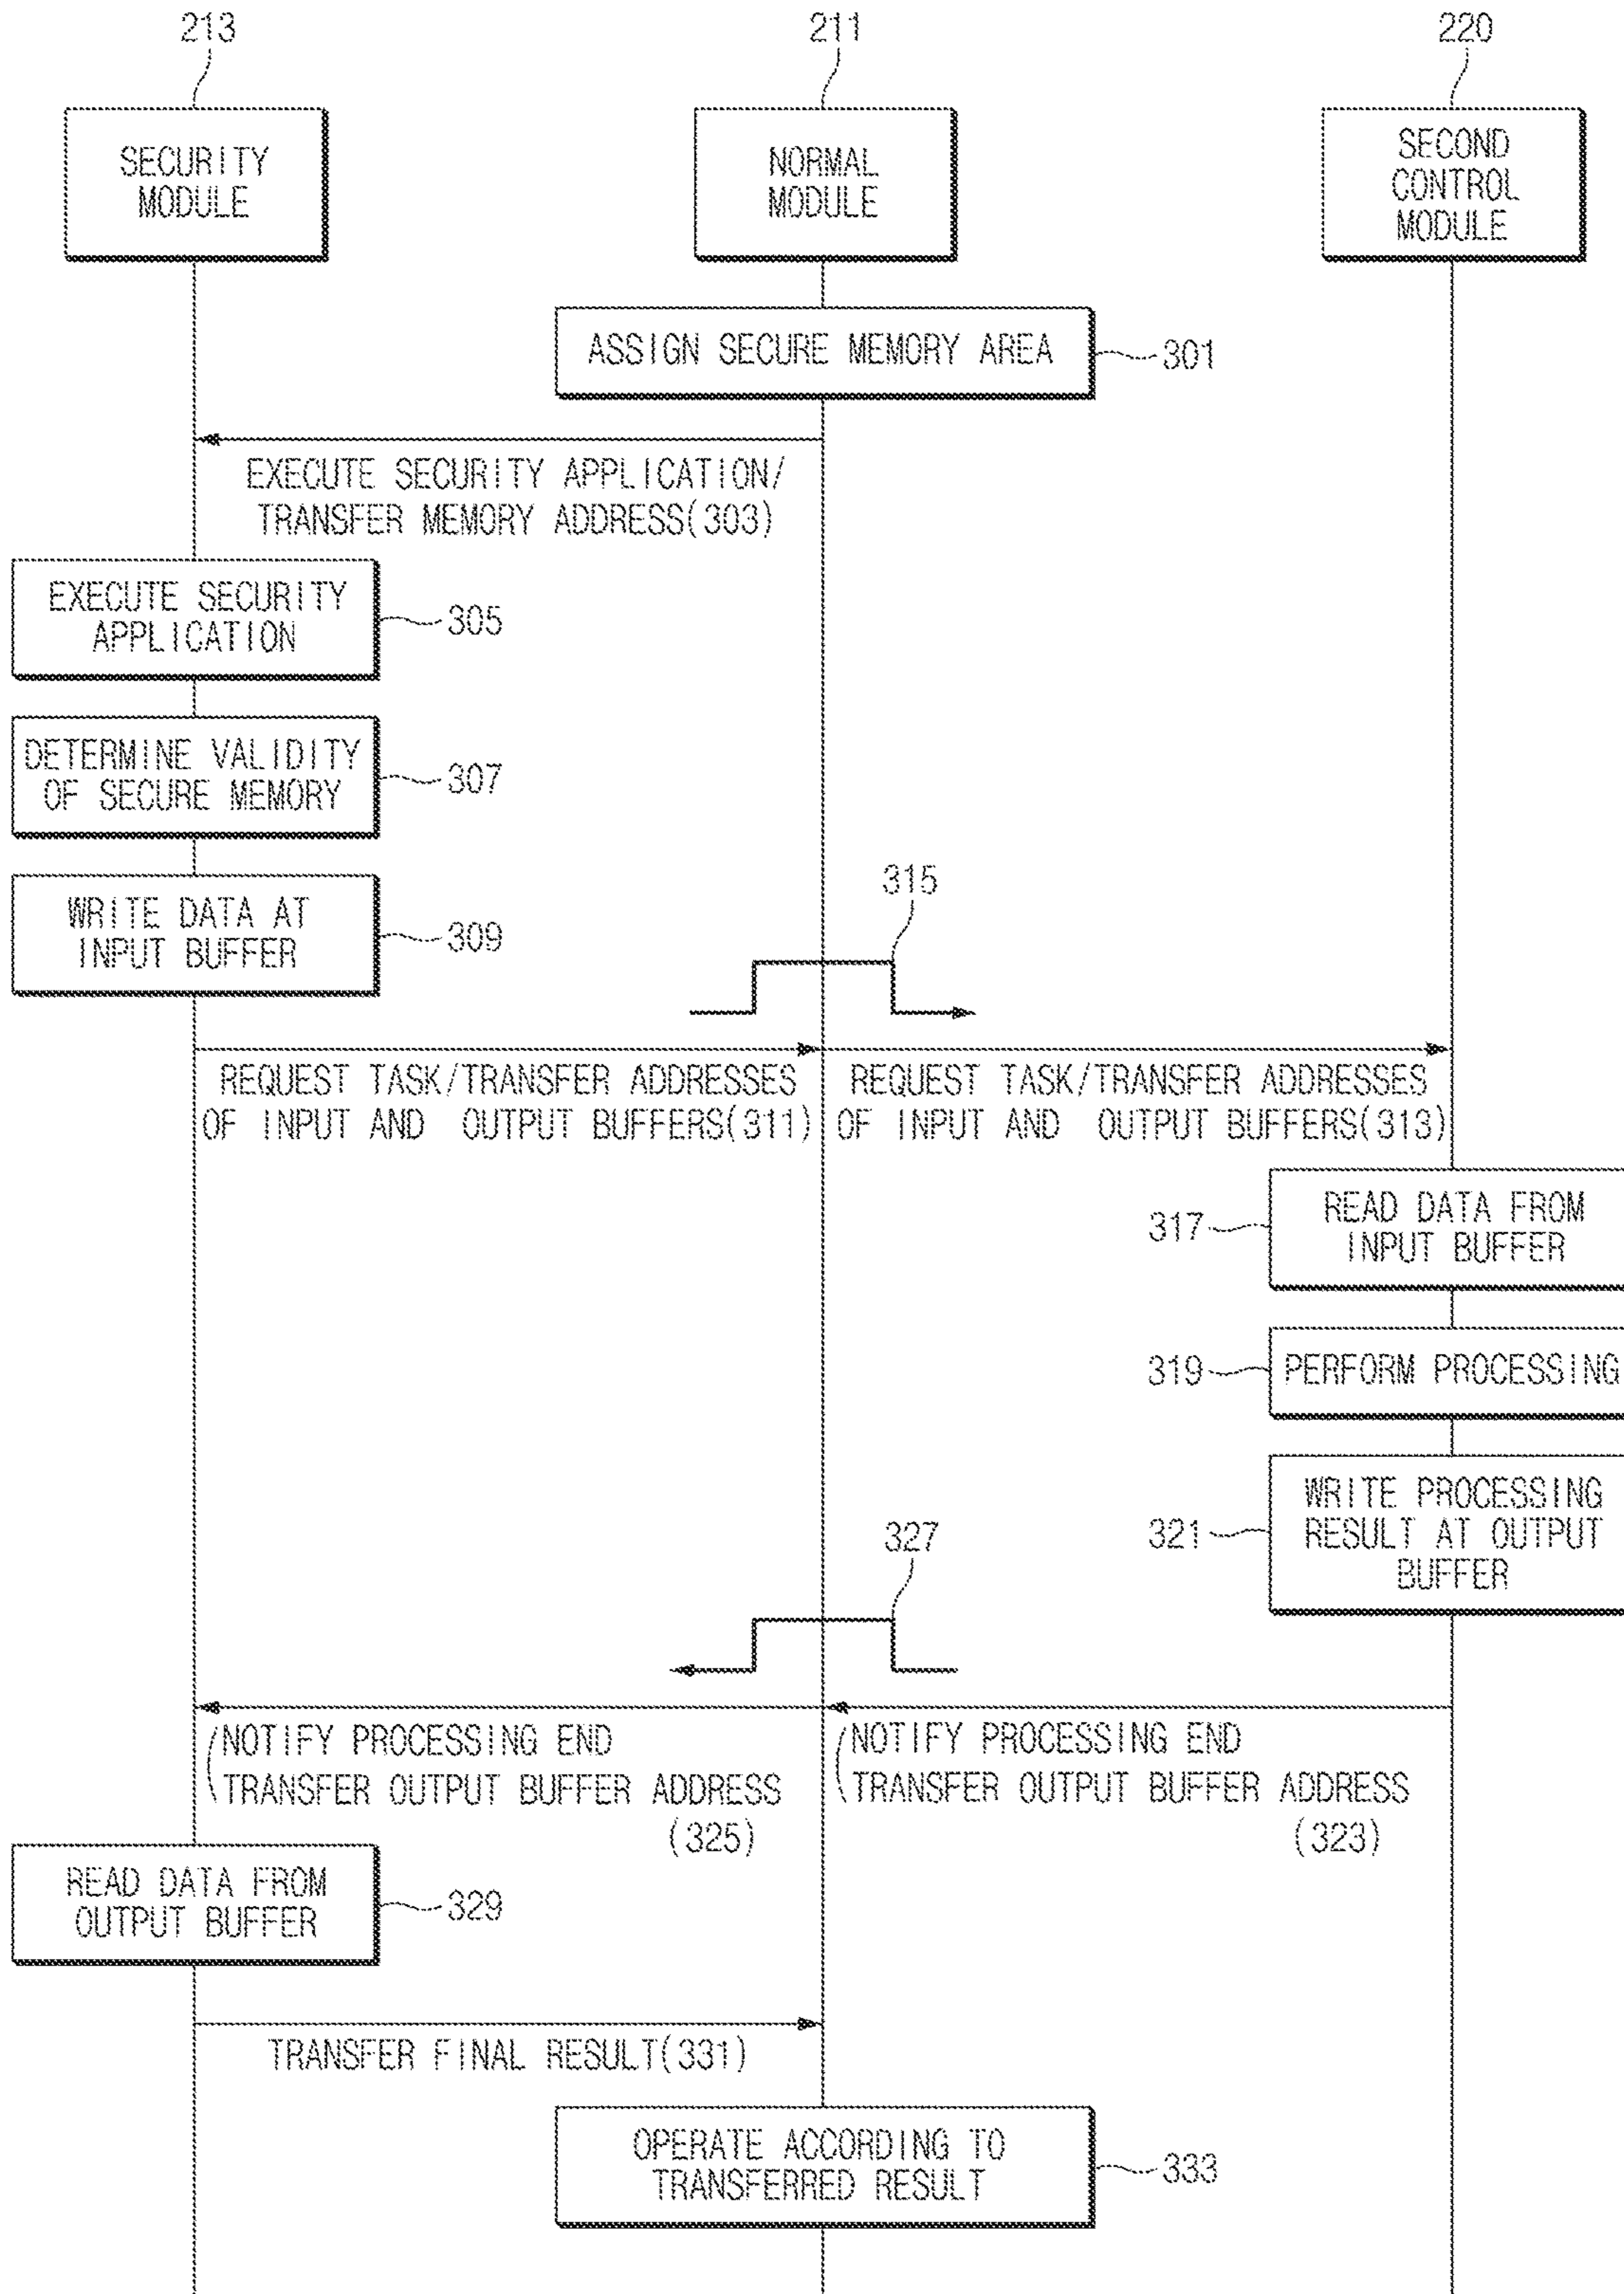 213
211
220
SECURITY
MODULE
NORMAL
MODULE
SECOND
CONTROL
MODULE
ASSIGN SECURE MEMORY AREA
301
EXECUTE SECURITY APPLICATION/
TRANSFER MEMORY ADDRESS(303)
EXECUTE SECURITY
APPLICATION
305
DETERMINE VALIDITY
OF SECURE MEMORY
307
WRITE DATA AT
INPUT BUFFER
309
315
REQUEST TASK/TRANSFER ADDRESSES
OF INPUT AND OUTPUT BUFFERS(311)
REQUEST TASK/TRANSFER ADDRESSES
OF INPUT AND OUTPUT BUFFERS(313)
READ DATA FROM
INPUT BUFFER
317
PERFORM PROCESSING
319
WRITE PROCESSING
RESULT AT OUTPUT
BUFFER
321
327
NOTIFY PROCESSING END
TRANSFER OUTPUT BUFFER ADDRESS
(325)
NOTIFY PROCESSING END
TRANSFER OUTPUT BUFFER ADDRESS
(323)
READ DATA FROM
OUTPUT BUFFER
329
TRANSFER FINAL RESULT(331)
OPERATE ACCORDING TO
TRANSFERRED RESULT
333